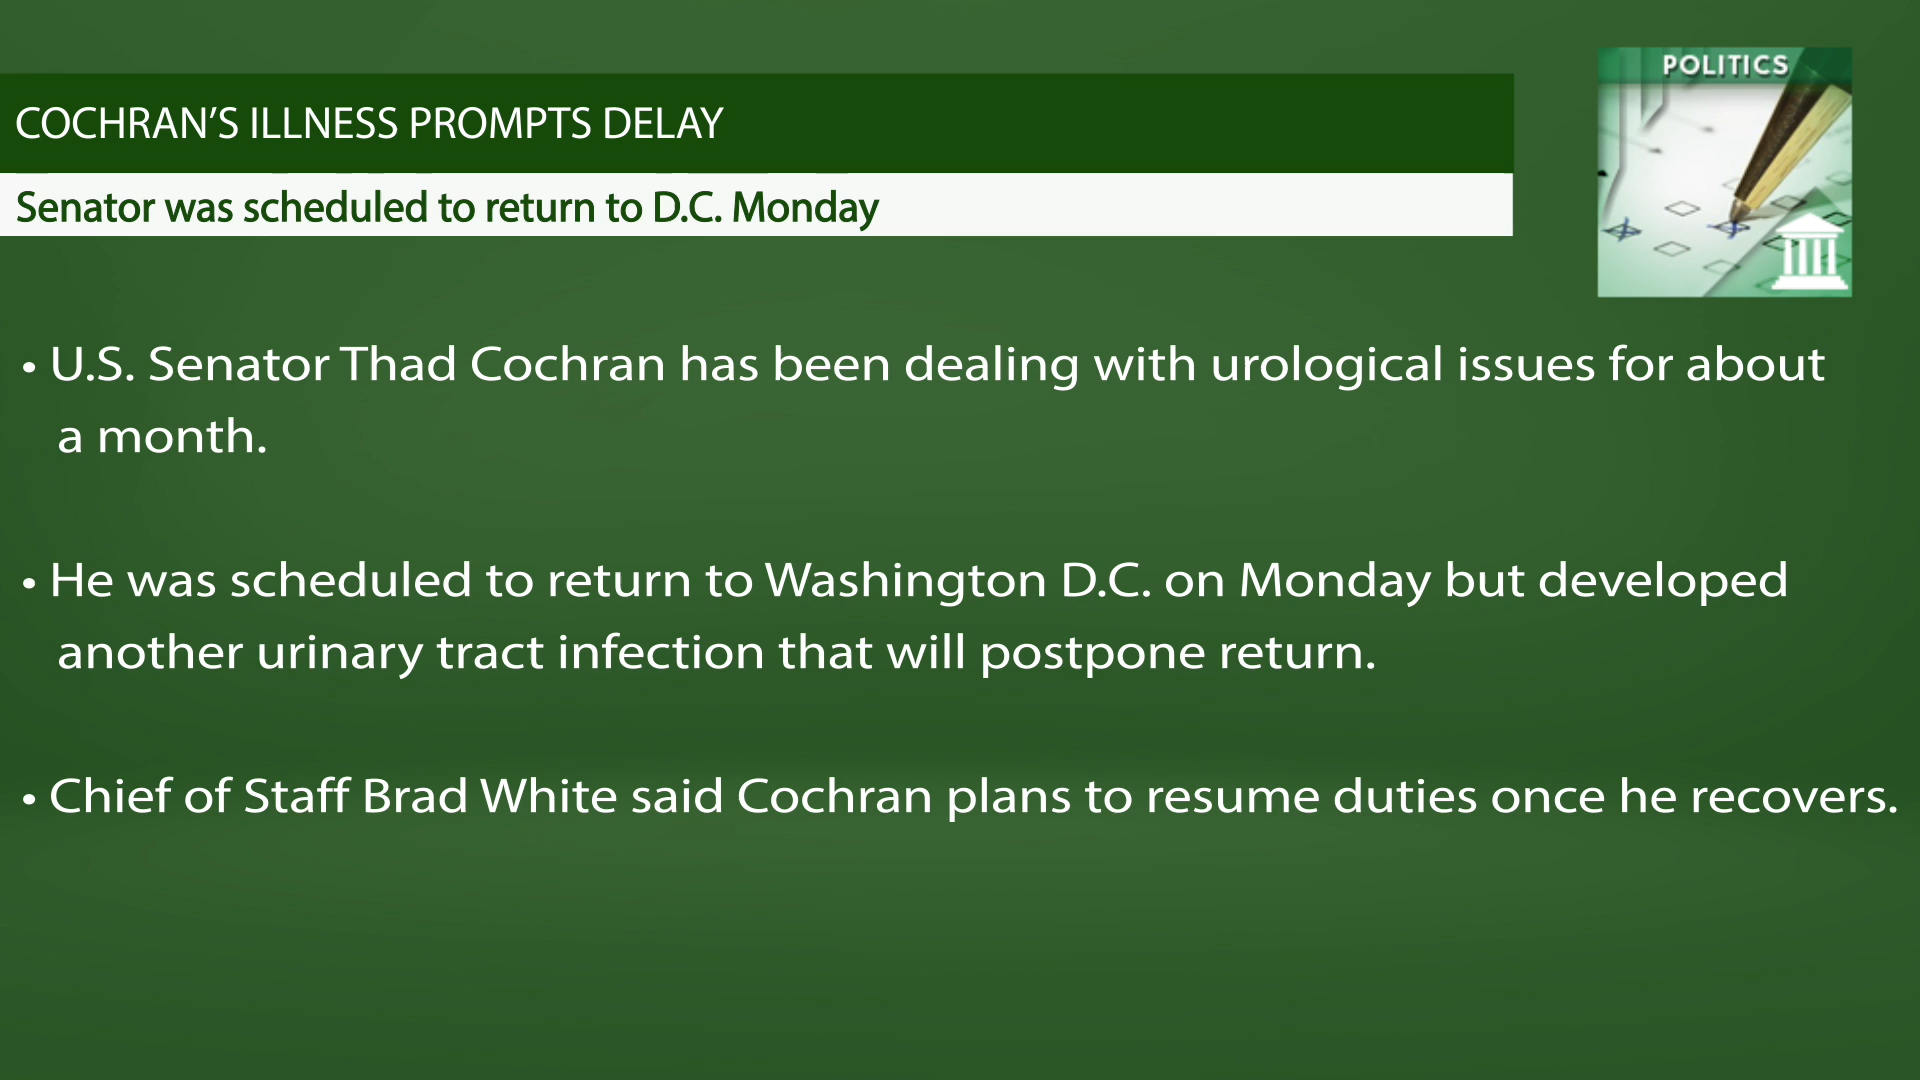 POLITICS
COCHRAN’S ILLNESS PROMPTS DELAY
Senator was scheduled to return to D.C. Monday
• U.S. Senator Thad Cochran has been dealing with urological issues for about
a month.
• He was scheduled to return to Washington D.C. on Monday but developed
another urinary tract infection that will postpone return.
• Chief of Staff Brad White said Cochran plans to resume duties once he recovers.